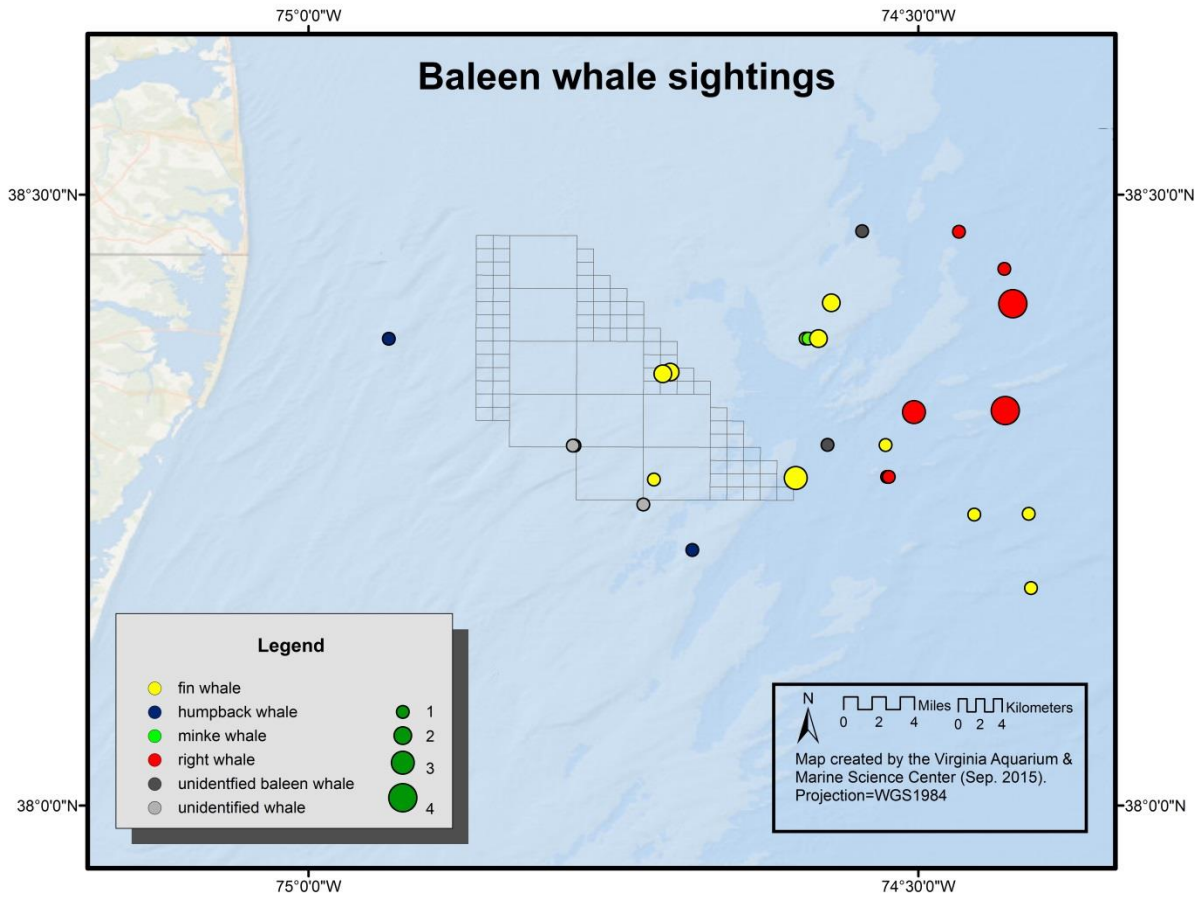 75°0'0"W
74°30'0"W
Baleen whale sightings
38°30'0"N
38°30'0"N
Legend
fin whale
humpback whale
minke whale
right whale
unidentfied baleen whale
unidentified whale
1
2
3
4
N
Miles
Kilometers
0 2 4
0 2 4
Map created by the Virginia Aquarium &
Marine Science Center (Sep. 2015).
Projection=WGS1984
38°0'0"N
38°0'0"N
75°0'0"W
74°30'0"W